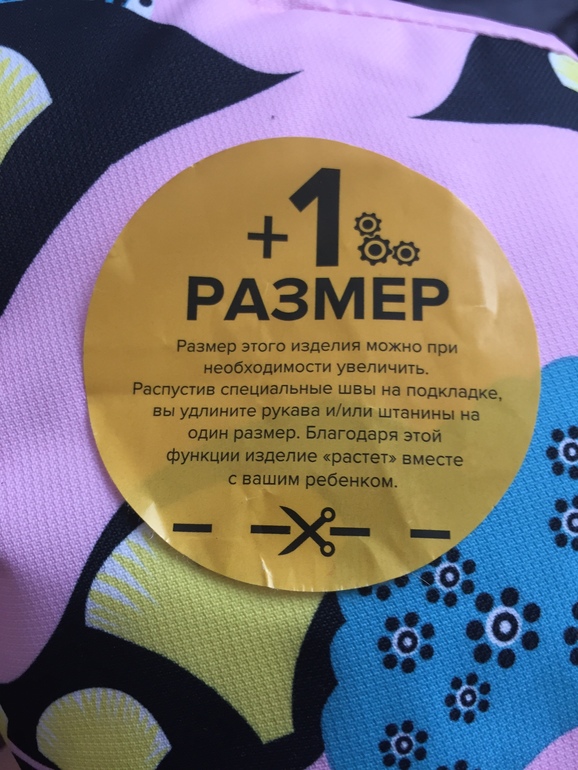 +1
РАЗМЕР
Размер этого изделия можно при
необходимости увеличить.
Распустив специальные швы на подкладке,
вы удлините рукава и/или штанины на
один размер. Благодаря этой
функции изделие «растет» вместе
с вашим ребенком.